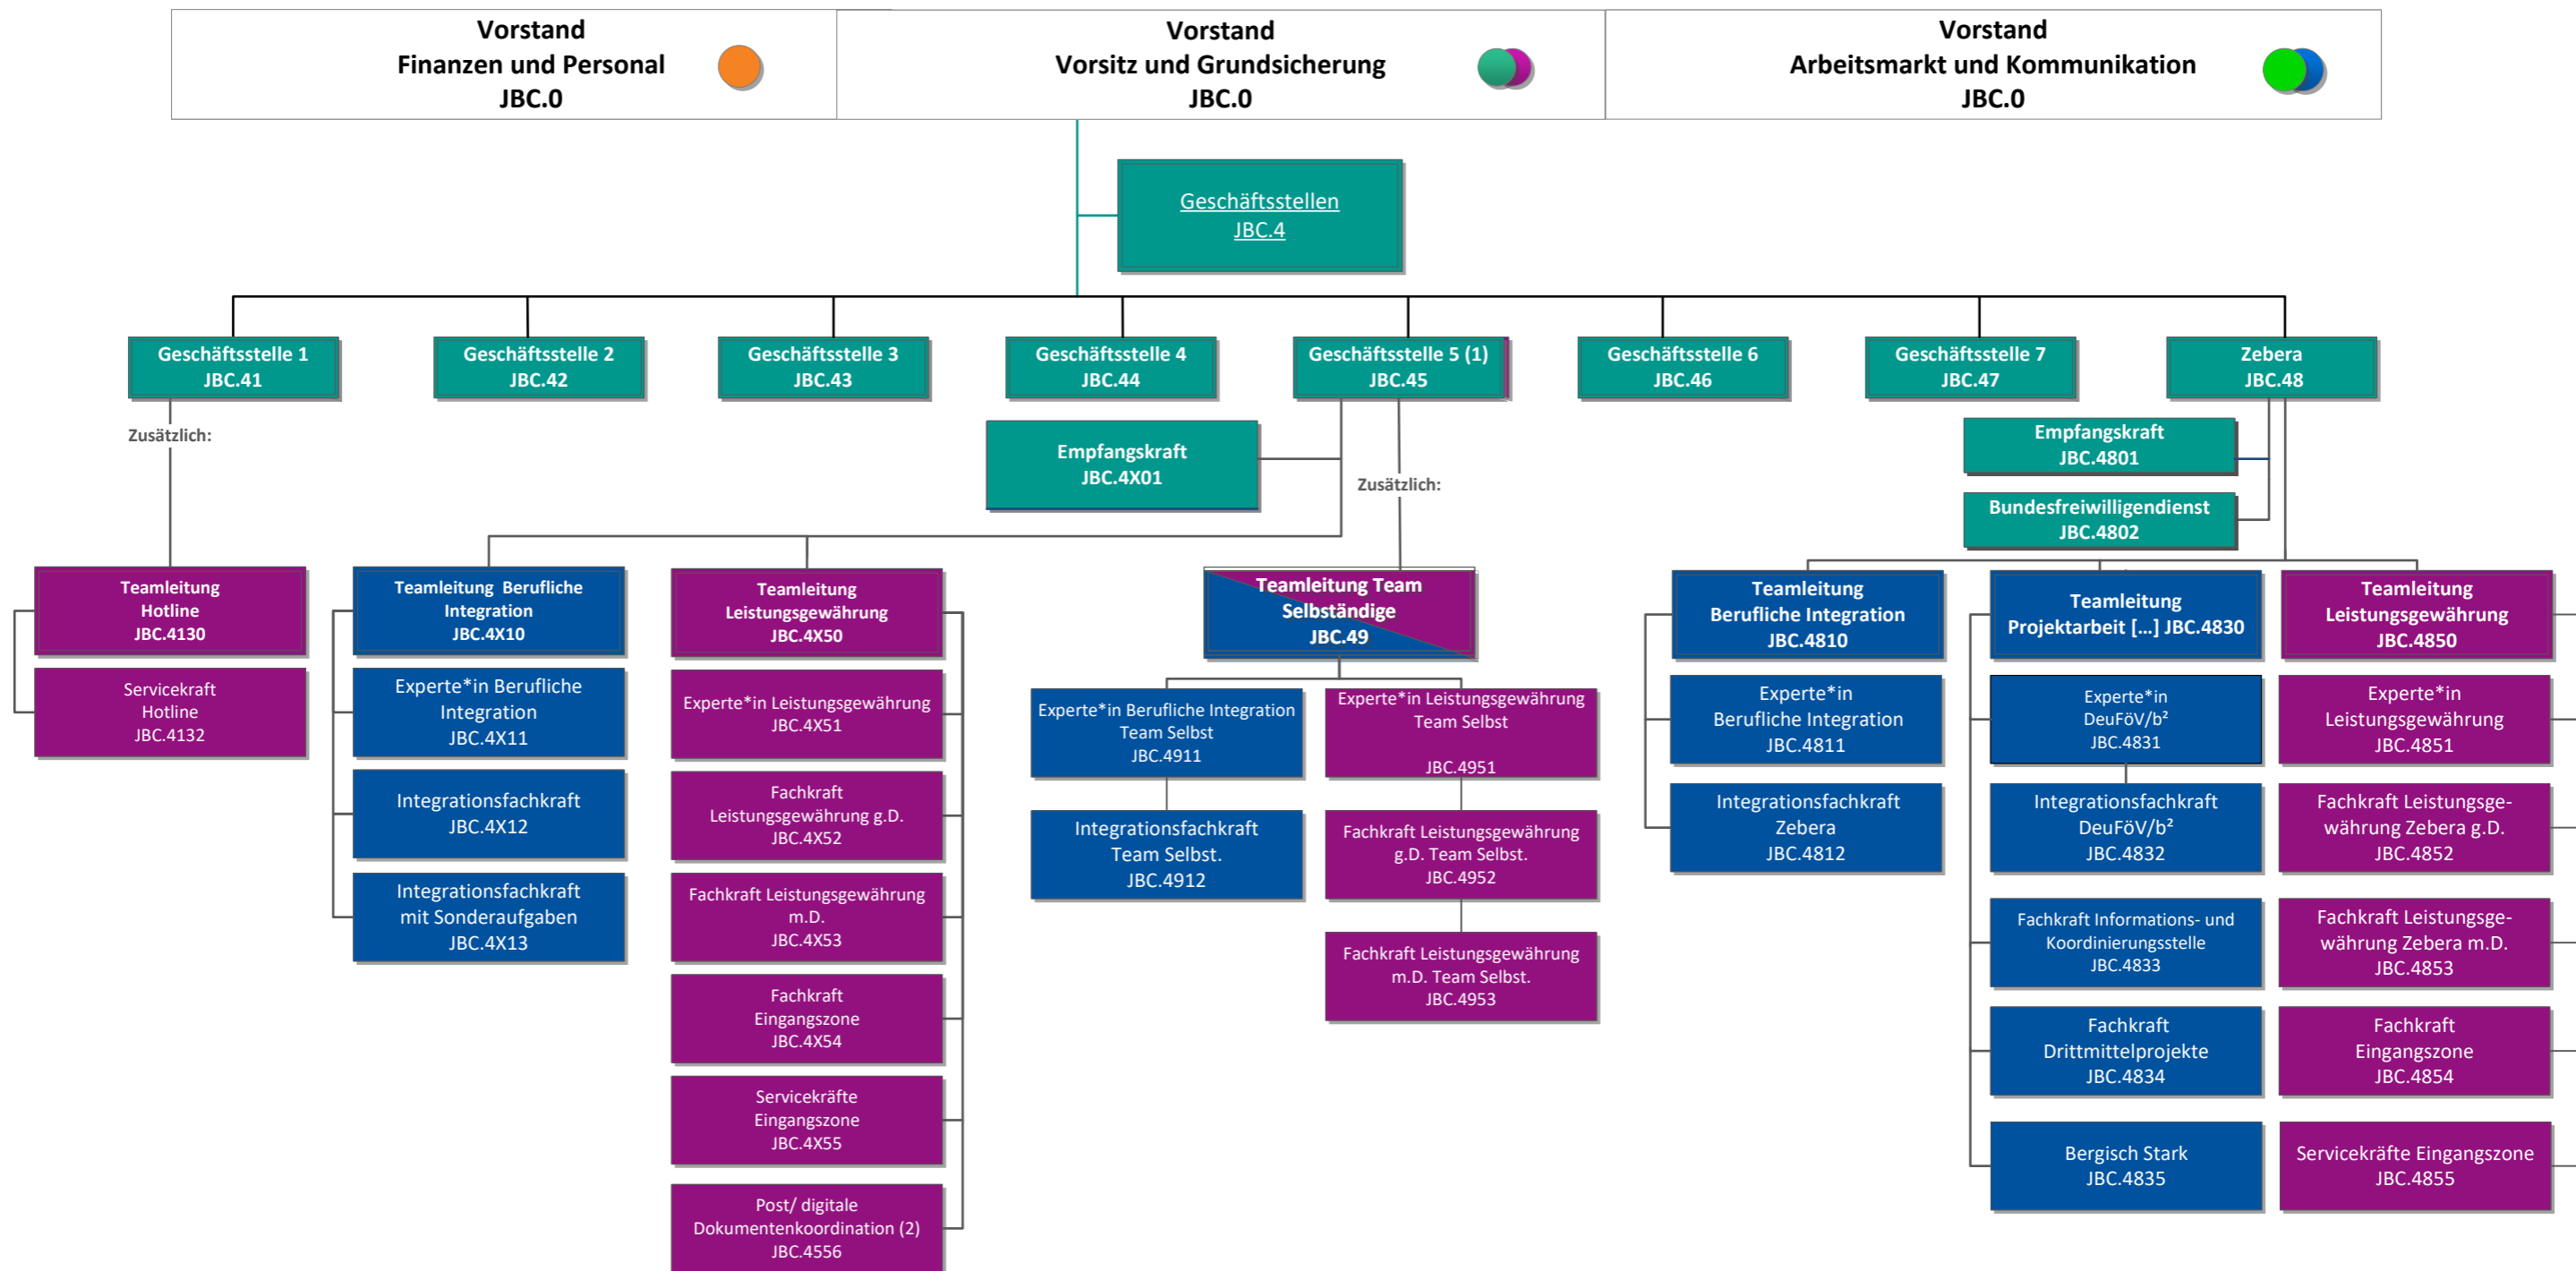 Vorstand
Finanzen und Personal
JBC.0
Vorstand
Vorsitz und Grundsicherung
JBC.0
Vorstand
Arbeitsmarkt und Kommunikation
JBC.0
Geschäftsstellen
JBC.4
Geschäftsstelle 1
JBC.41
Geschäftsstelle 2
JBC.42
Geschäftsstelle 3
JBC.43
Geschäftsstelle 4
JBC.44
Geschäftsstelle 5 (1)
JBC.45
Geschäftsstelle 6
JBC.46
Geschäftsstelle 7
JBC.47
Zebera
JBC.48
Zusätzlich:
Empfangskraft
JBC.4X01
Zusätzlich:
Empfangskraft
JBC.4801
Bundesfreiwilligendienst
JBC.4802
Teamleitung
Hotline
JBC.4130
Servicekraft
Hotline
JBC.4132
Teamleitung Berufliche
Integration
JBC.4X10
Experte*in Berufliche
Integration
JBC.4X11
Integrationsfachkraft
JBC.4X12
Integrationsfachkraft
mit Sonderaufgaben
JBC.4X13
Teamleitung
Leistungsgewährung
JBC.4X50
Experte*in Leistungsgewährung
JBC.4X51
Fachkraft
Leistungsgewährung g.D.
JBC.4X52
Fachkraft Leistungsgewährung
m.D.
JBC.4X53
Fachkraft
Eingangszone
JBC.4X54
Servicekräfte
Eingangszone
JBC.4X55
Post/ digitale
Dokumentenkoordination (2)
JBC.4556
Teamleitung Team
Selbständige
JBC.49
Experte*in Berufliche Integration
Team Selbst
JBC.4911
Integrationsfachkraft
Team Selbst.
JBC.4912
Experte*in Leistungsgewährung
Team Selbst
JBC.4951
Fachkraft Leistungsgewährung
g.D. Team Selbst.
JBC.4952
Fachkraft Leistungsgewährung
m.D. Team Selbst.
JBC.4953
Teamleitung
Berufliche Integration
JBC.4810
Experte*in
Berufliche Integration
JBC.4811
Integrationsfachkraft
Zebera
JBC.4812
Teamleitung
Projektarbeit [...] JBC.4830
Experte*in
DeuFöV/b²
JBC.4831
Integrationsfachkraft
DeuFöV/b²
JBC.4832
Fachkraft Informations- und
Koordinierungsstelle
JBC.4833
Fachkraft
Drittmittelprojekte
JBC.4834
Bergisch Stark
JBC.4835
Teamleitung
Leistungsgewährung
JBC.4850
Experte*in
Leistungsgewährung
JBC.4851
Fachkraft Leistungsge-
währung Zebera g.D.
JBC.4852
Fachkraft Leistungsge-
währung Zebera m.D.
JBC.4853
Fachkraft
Eingangszone
JBC.4854
Servicekräfte Eingangszone
JBC.4855